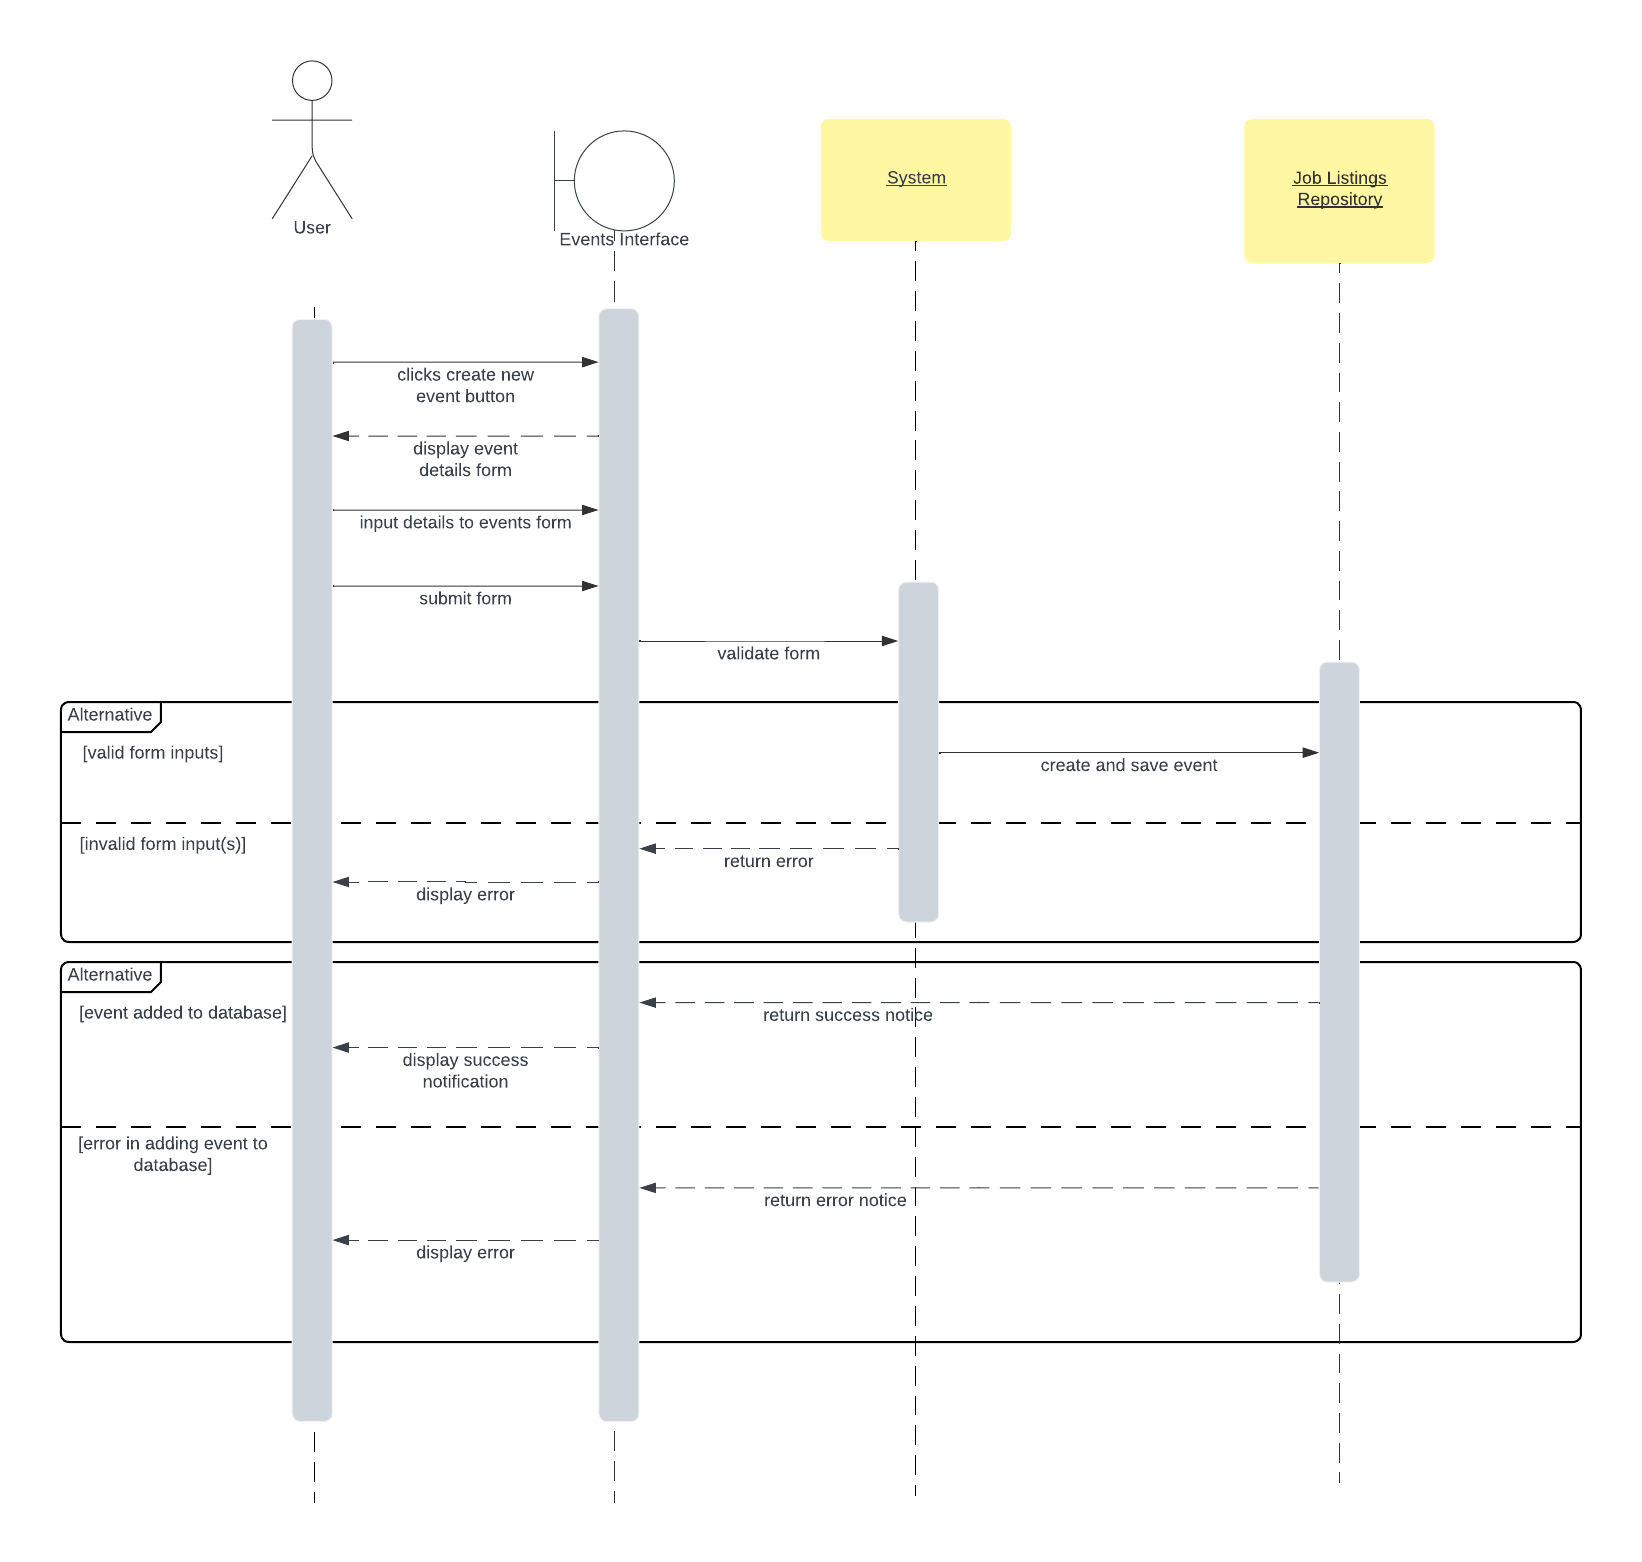 User
Events Interface
System
Job Listings
Repository
clicks create new
event button
display event
details form
input details to events form
submit form
validate form
Alternative
[valid form inputs]
create and save event
[invalid form input(s)]
return error
display error
Alternative
[event added to database]
return success notice
display success
notification
[error in adding event to
database]
return error notice
display error